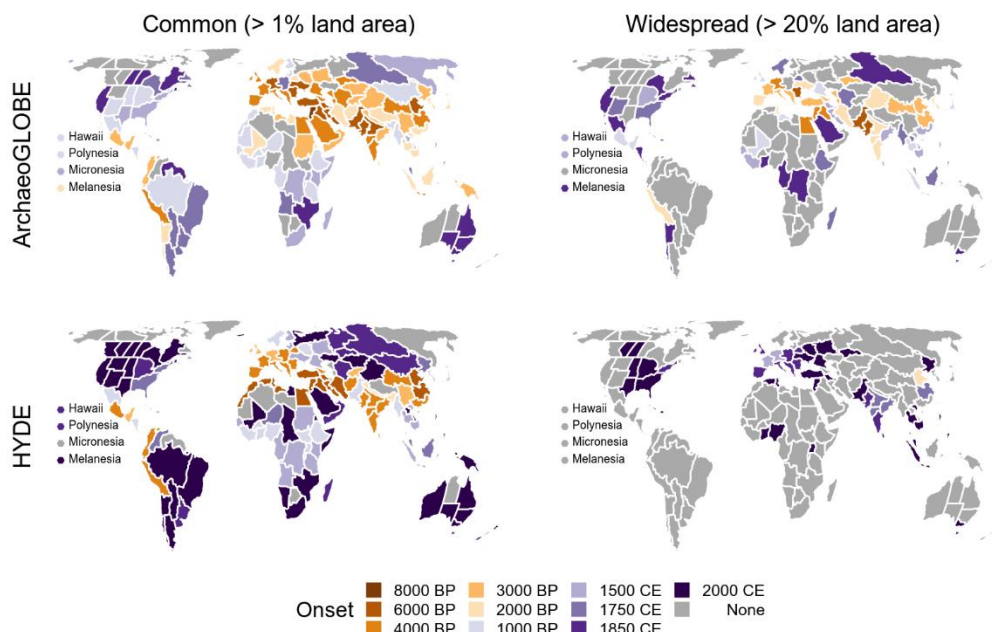 Common (> 1% land area)
Widespread (> 20% land area)
ArchaeoGLOBE
Hawaii
Polynesia
Micronesia
Melanesia
Hawaii
Polynesia
Micronesia
Melanesia
HYDE
Hawaii
Polynesia
Micronesia
Melanesia
Hawaii
Polynesia
Micronesia
Melanesia
Onset
8000 BP
3000 BP
1500 CE
2000 CE
6000 BP
2000 BP
1750 CE
None
4000 BP
1000 BP
1850 CE